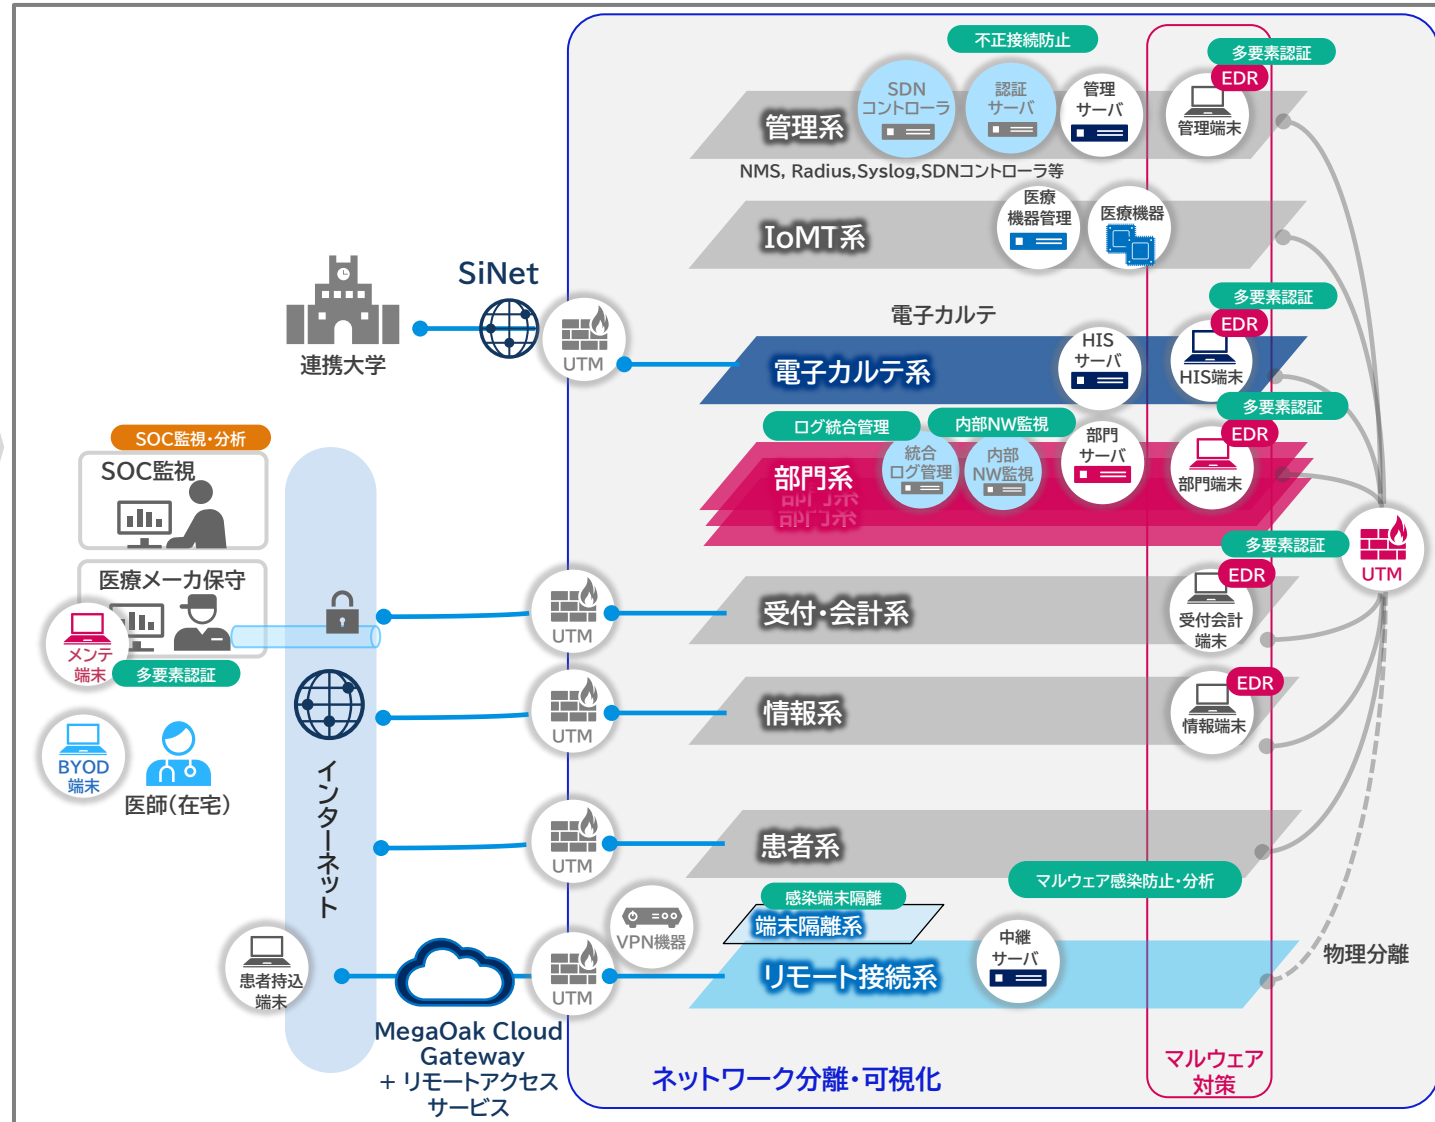 不正接続防止
多要素認証
EDR
SDN
コントローラ
認証
サーバ
管理
サーバ
管理端末
管理系
NMS, Radius,Syslog,SDNコントローラ等
医療
機器管理
医療機器
IoMT系
SiNet
連携大学
UTM
電子カルテ
多要素認証
EDR
HIS
サーバ
HIS端末
電子カルテ系
多要素認証
ログ統合管理
内部NW監視
EDR
統合
ログ管理
内部
NW監視
部門
サーバ
部門端末
部門系
部門系
部門系
SOC監視・分析
SOC監視
医療メーカ保守
メンテ
端末
多要素認証
多要素認証
EDR
UTM
UTM
受付・会計系
受付会計
端末
EDR
UTM
情報系
情報端末
BYOD
端末
医師(在宅)
インターネット
UTM
患者系
マルウェア感染防止・分析
感染端末隔離
端末隔離系
VPN機器
中継
サーバ
物理分離
患者持込
端末
UTM
リモート接続系
MegaOak Cloud
Gateway
+ リモートアクセス
サービス
ネットワーク分離・可視化
マルウェア
対策